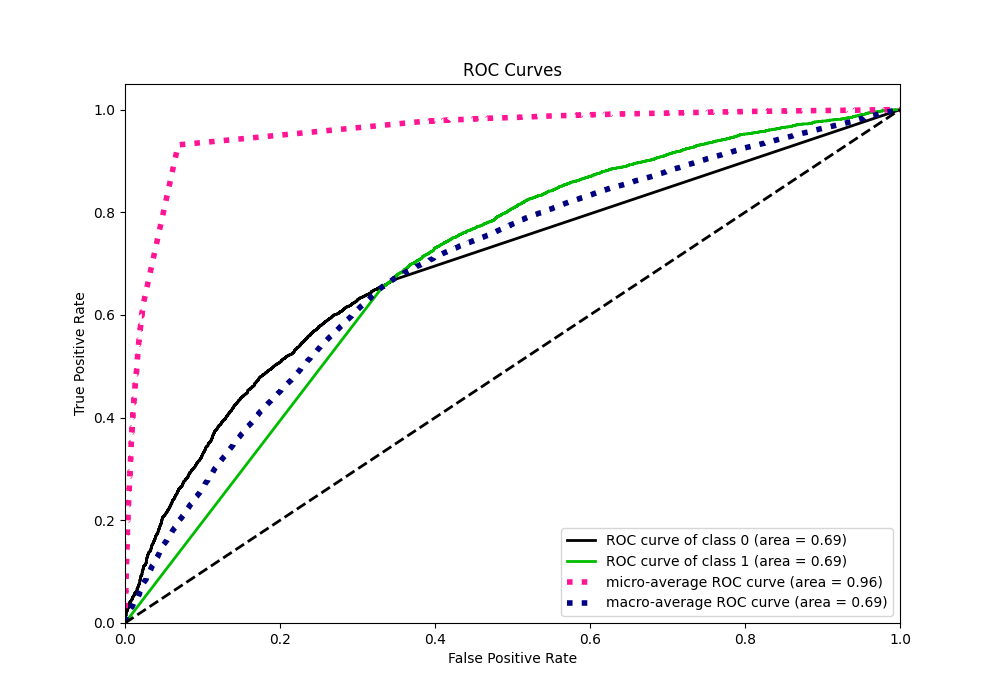 ROC Curves
1.0
0.8
0.6
0.4
0.2
0.0
True Positive Rate
ROC curve of class 0 (area = 0.69)
ROC curve of class 1 (area = 0.69)
micro-average ROC curve (area = 0.96)
macro-average ROC curve (area = 0.69)
0.0 0.2 0.4 0.6 0.8 1.0
False Positive Rate